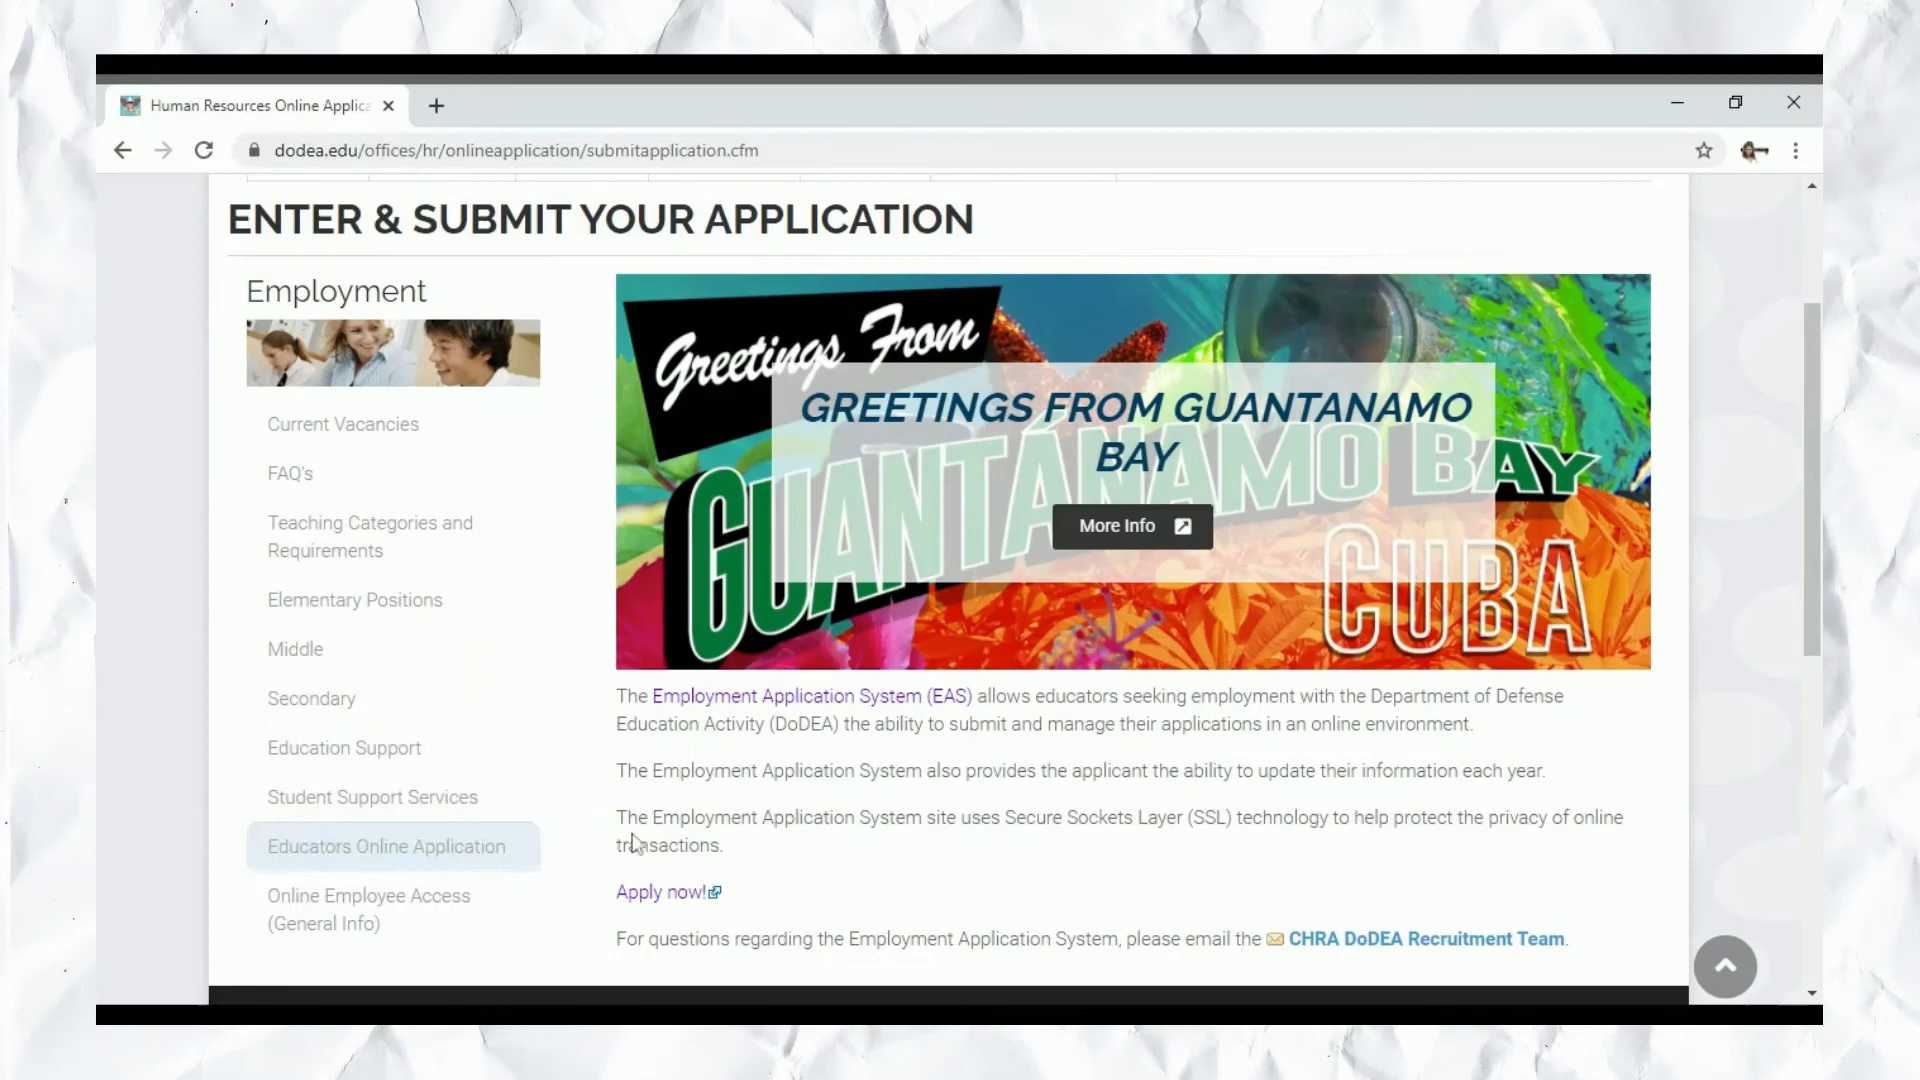 Human Resources Online Applica
dodea.edu/offices/hr/onlineapplication/submitapplication.cfm
ENTER & SUBMIT YOUR APPLICATION
Employment
Current Vacancies
FAQ's
Teaching Categories and
Requirements
Elementary Positions
Middle
Secondary
Education Support
Student Support Services
Educators Online Application
Online Employee Access
(General Info)
Greetings From
GUANTÁNAMO BAY
CUBA
GREETINGS FROM GUANTANAMO
BAY
More Info
The Employment Application System (EAS) allows educators seeking employment with the Department of Defense
Education Activity (DoDEA) the ability to submit and manage their applications in an online environment.
The Employment Application System also provides the applicant the ability to update their information each year.
The Employment Application System site uses Secure Sockets Layer (SSL) technology to help protect the privacy of online
transactions.
Apply now!
For questions regarding the Employment Application System, please email the CHRA DoDEA Recruitment Team.